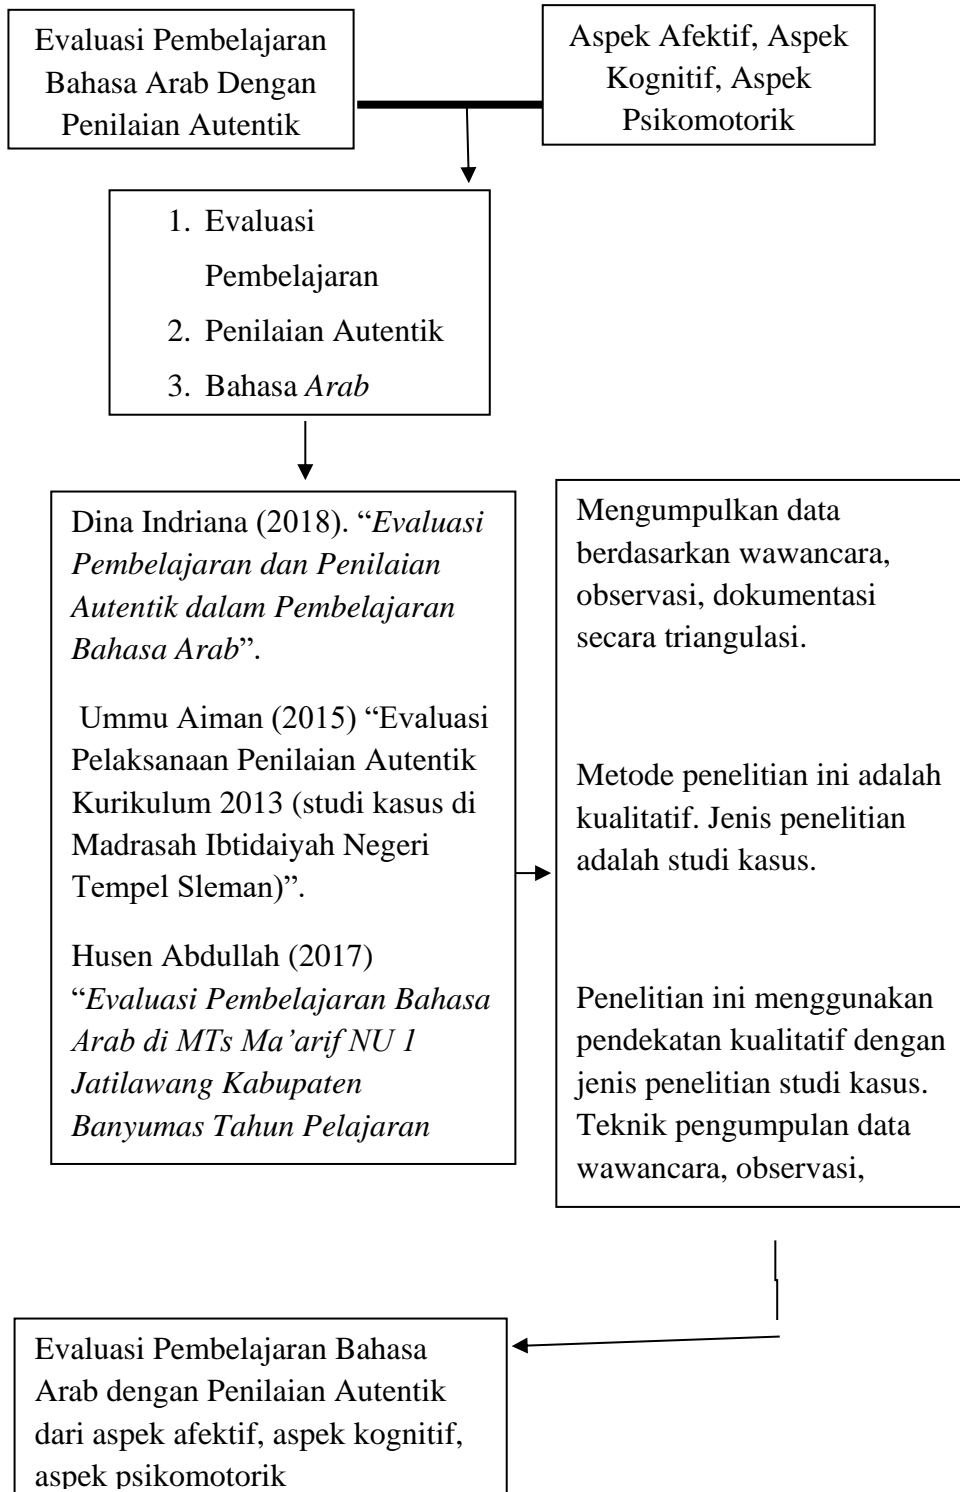 Evaluasi Pembelajaran
Bahasa Arab Dengan
Penilaian Autentik
Aspek Afektif, Aspek
Kognitif, Aspek
Psikomotorik
1. Evaluasi
Pembelajaran
2. Penilaian Autentik
3. Bahasa Arab
Dina Indriana (2018). “Evaluasi
Pembelajaran dan Penilaian
Autentik dalam Pembelajaran
Bahasa Arab”.
Ummu Aiman (2015) “Evaluasi
Pelaksanaan Penilaian Autentik
Kurikulum 2013 (studi kasus di
Madrasah Ibtidaiyah Negeri
Tempel Sleman)”.
Husen Abdullah (2017)
“Evaluasi Pembelajaran Bahasa
Arab di MTs Ma’arif NU 1
Jatilawang Kabupaten
Banyumas Tahun Pelajaran
Mengumpulkan data
berdasarkan wawancara,
observasi, dokumentasi
secara triangulasi.
Metode penelitian ini adalah
kualitatif. Jenis penelitian
adalah studi kasus.
Penelitian ini menggunakan
pendekatan kualitatif dengan
jenis penelitian studi kasus.
Teknik pengumpulan data
wawancara, observasi,
Evaluasi Pembelajaran Bahasa
Arab dengan Penilaian Autentik
dari aspek afektif, aspek kognitif,
aspek psikomotorik